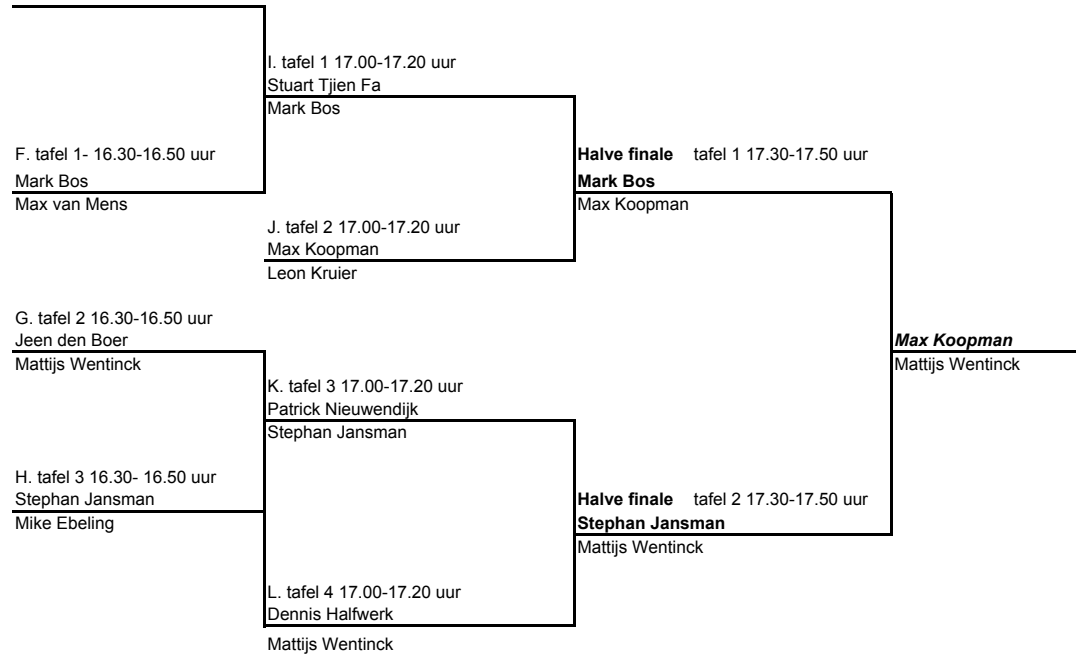 I. tafel 1 17.00-17.20 uur
Stuart Tjien Fa
Mark Bos
F. tafel 1- 16.30-16.50 uur
Mark Bos
Max van Mens
Halve finale tafel 1 17.30-17.50 uur
Mark Bos
Max Koopman
J. tafel 2 17.00-17.20 uur
Max Koopman
Leon Kruier
G. tafel 2 16.30-16.50 uur
Jeen den Boer
Mattijs Wentinck
Max Koopman
Mattijs Wentinck
K. tafel 3 17.00-17.20 uur
Patrick Nieuwendijk
Stephan Jansman
H. tafel 3 16.30- 16.50 uur
Stephan Jansman
Mike Ebeling
Halve finale tafel 2 17.30-17.50 uur
Stephan Jansman
Mattijs Wentinck
L. tafel 4 17.00-17.20 uur
Dennis Halfwerk
Mattijs Wentinck